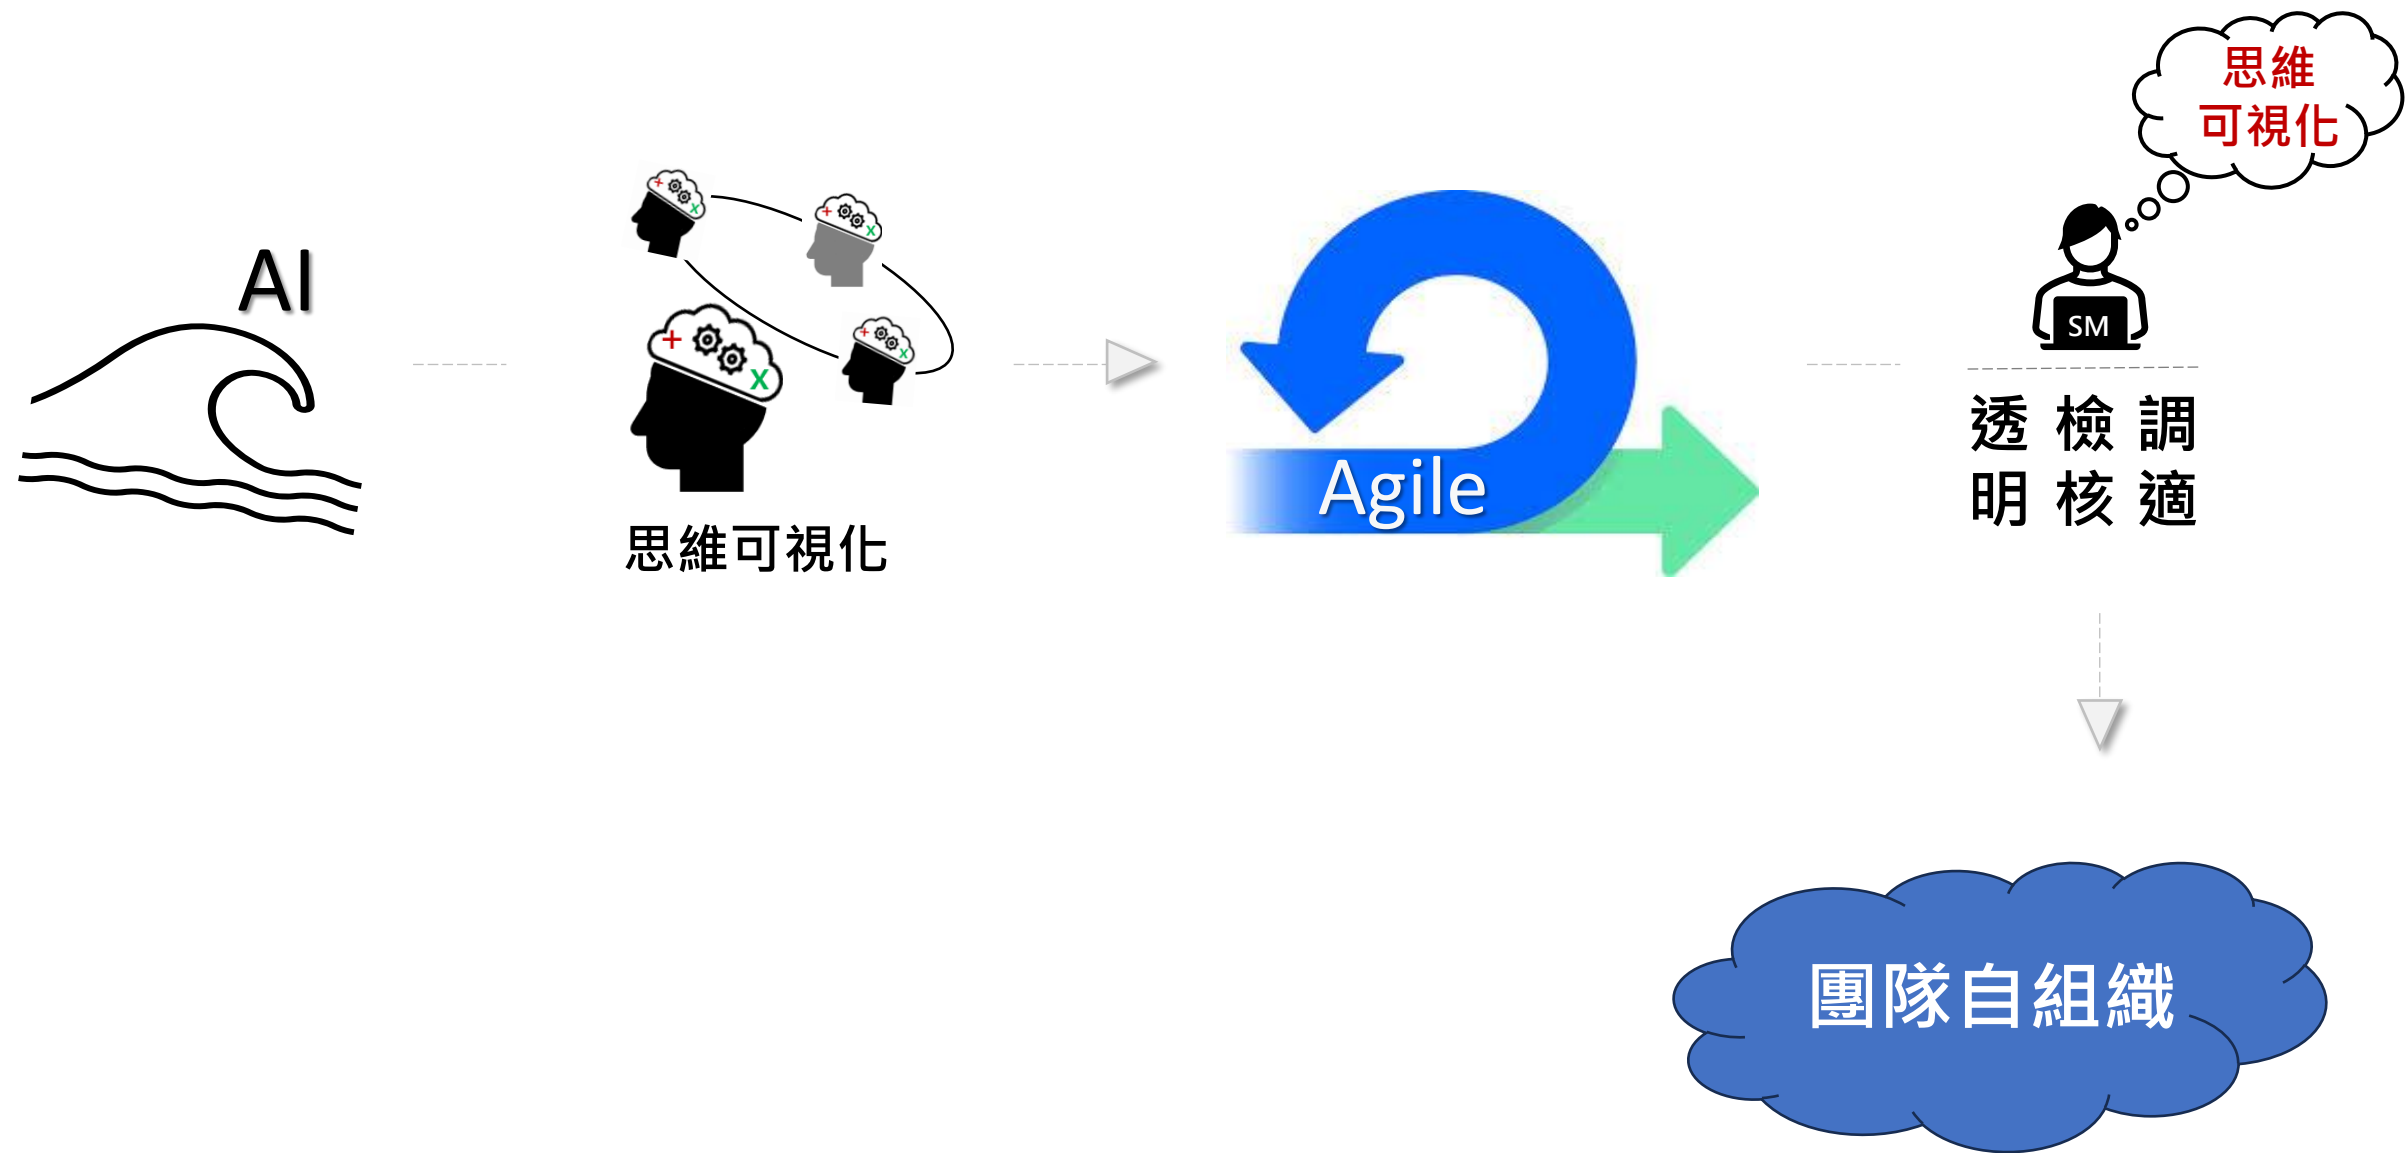 AI
思維可視化
Agile
思維
可視化
SM
透 檢 調
明 核 適
團隊自組織